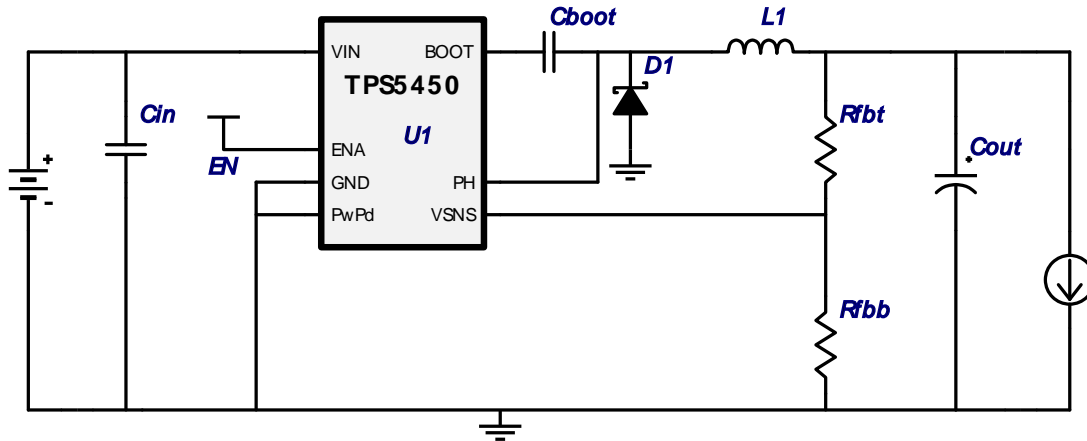 Cboot
L1
VIN
BOOT
D1
TPS5450
Cin
U1
Rfbt
Cout
EN
ENA
GND
PH
PwPd
VSNS
Rfbb
+
-
+